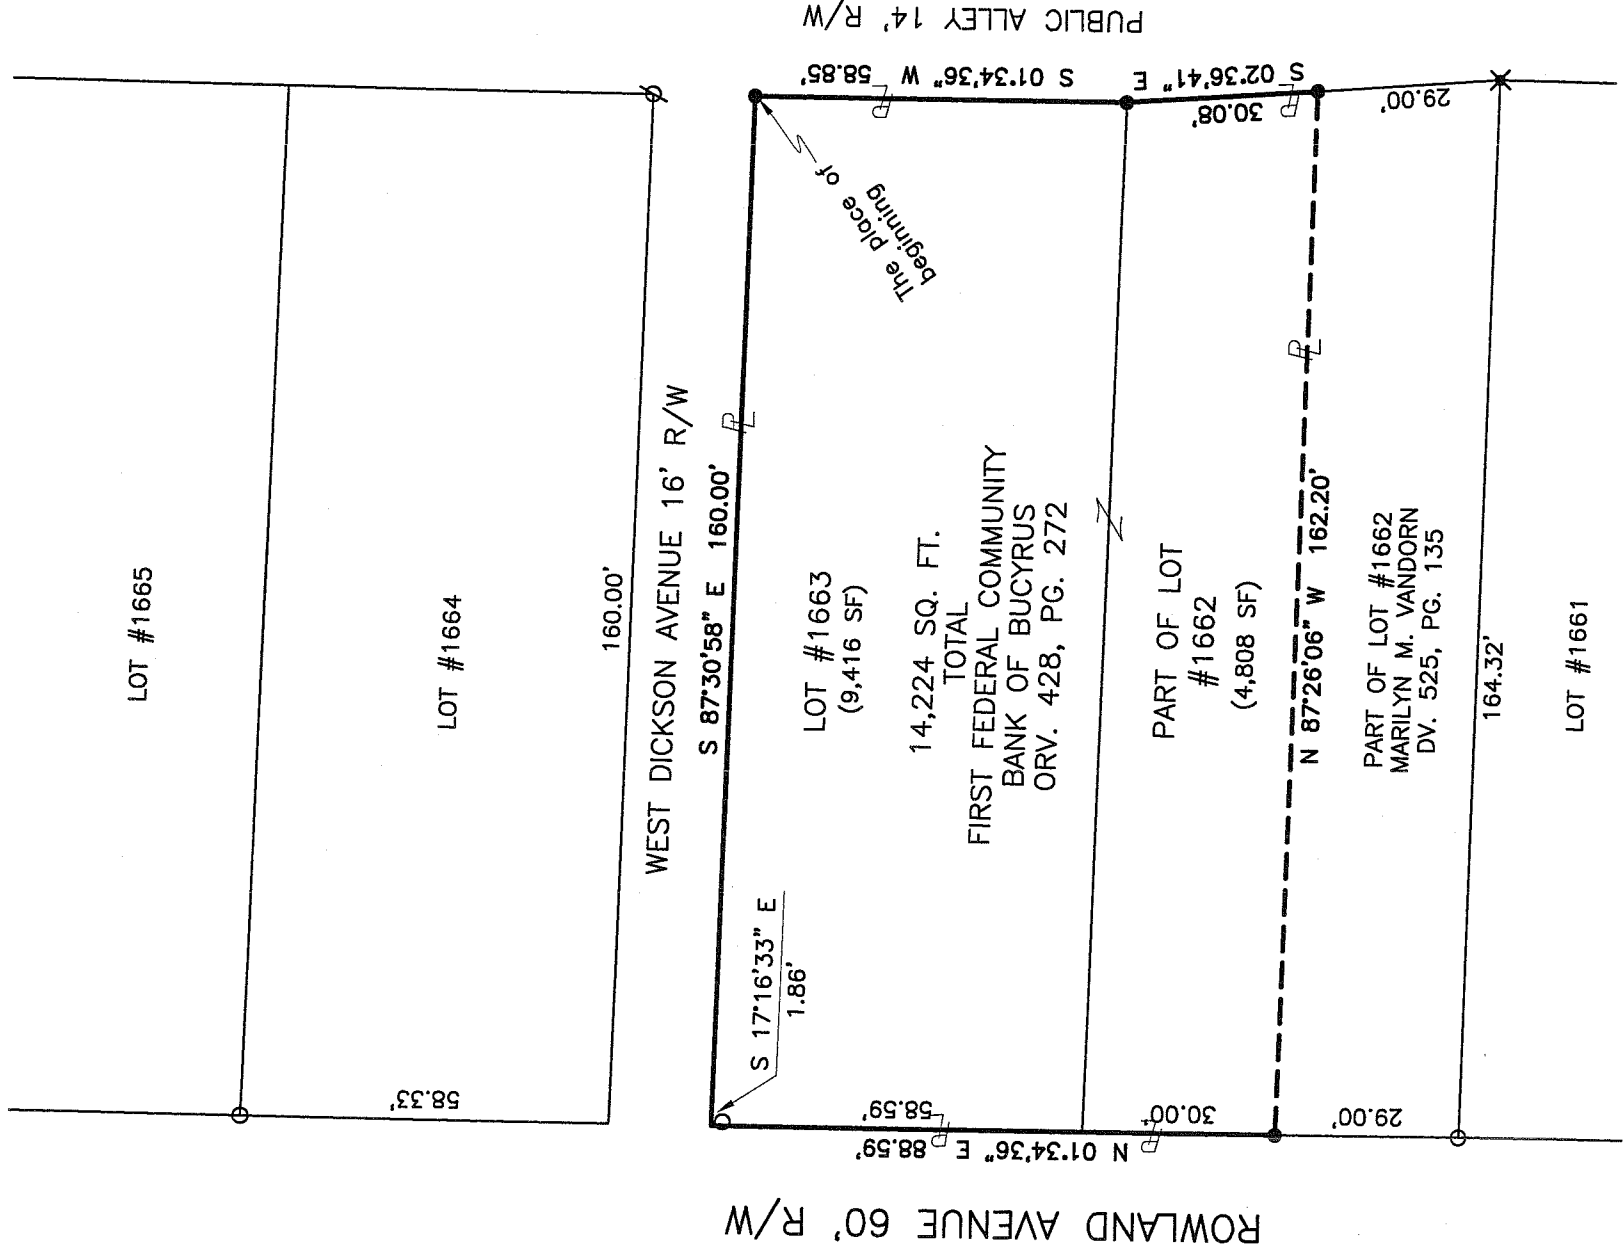 PUBLIC ALLEY 14' R/W
S 01°34'36" W 58.85'
S 02°36'41" E
30.08'
29.00'
The place of
beginning
LOT #1665
LOT #1664
160.00'
WEST DICKSON AVENUE 16' R/W
S 87°30'58" E 160.00'
LOT #1663
(9,416 SF)
14,224 SQ. FT.
TOTAL
FIRST FEDERAL COMMUNITY
BANK OF BUCYRUS
ORV. 428, PG. 272
PART OF LOT
#1662
(4,808 SF)
N 87°26'06" W 162.20'
PART OF LOT #1662
MARILYN M. VANDORN
DV. 525, PG. 135
164.32'
LOT #1661
S 17°16'33" E
1.86'
58.33'
58.59'
30.00'
29.00'
N 01°34'36" E 88.59'
ROWLAND AVENUE 60' R/W